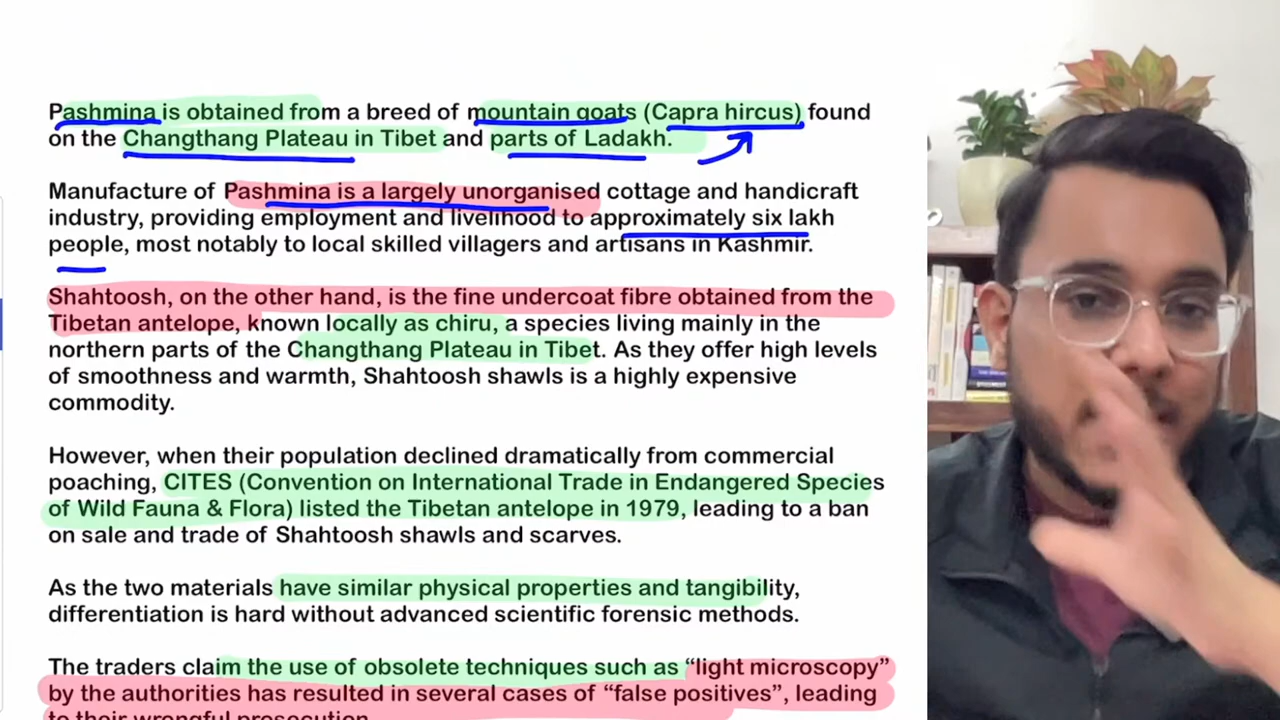 Pashmina is obtained from a breed of mountain goats (Capra hircus) found
on the Changthang Plateau in Tibet and parts of Ladakh.
Manufacture of Pashmina is a largely unorganised cottage and handicraft
industry, providing employment and livelihood to approximately six lakh
people, most notably to local skilled villagers and artisans in Kashmir.
Shahtoosh, on the other hand, is the fine undercoat fibre obtained from the
Tibetan antelope, known locally as chiru, a species living mainly in the
northern parts of the Changthang Plateau in Tibet. As they offer high levels
of smoothness and warmth, Shahtoosh shawls is a highly expensive
commodity.
However, when their population declined dramatically from commercial
poaching, CITES (Convention on International Trade in Endangered Species
of Wild Fauna & Flora) listed the Tibetan antelope in 1979, leading to a ban
on sale and trade of Shahtoosh shawls and scarves.
As the two materials have similar physical properties and tangibility,
differentiation is hard without advanced scientific forensic methods.
The traders claim the use of obsolete techniques such as “light microscopy”
by the authorities has resulted in several cases of “false positives”, leading
to their wrongful prosecution.